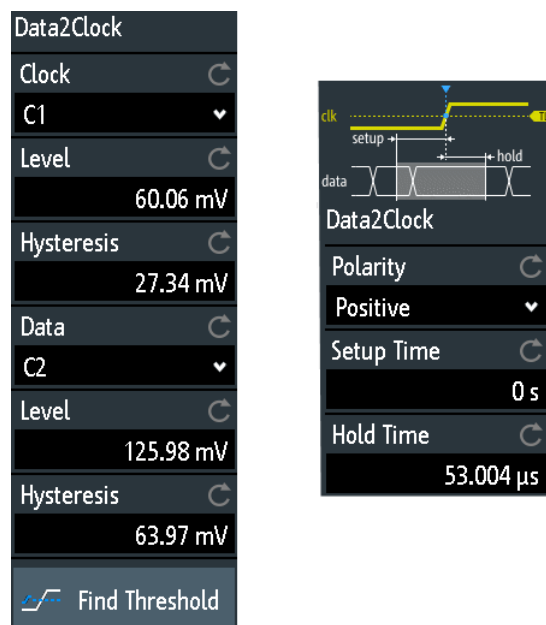 Data2Clock
Clock
C1
Level
60.06 mV
Hysteresis
27.34 mV
Data
C2
Level
125.98 mV
Hysteresis
63.97 mV
Find Threshold
clk
setup
hold
data
Data2Clock
Polarity
Positive
Setup Time
0 s
Hold Time
53.004 µs